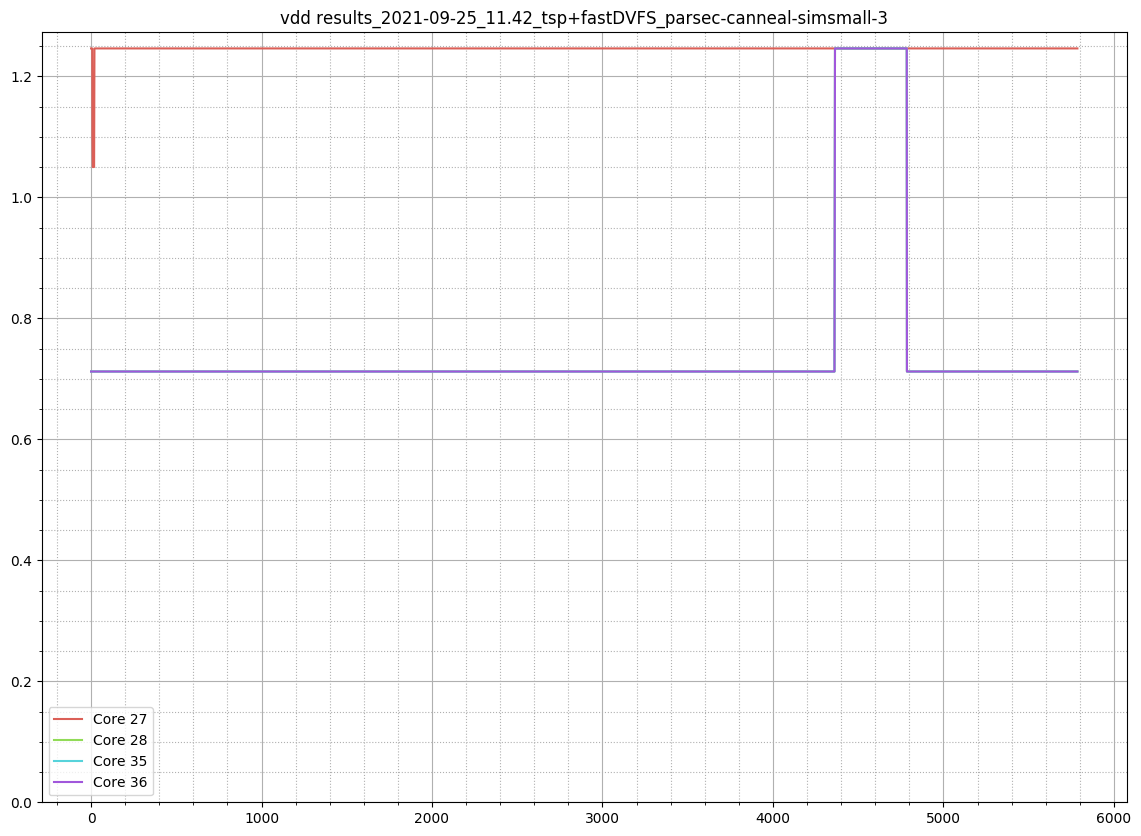 vdd results_2021-09-25_11.42_tsp+fastDVFS_parsec-canneal-simsmall-3
1.2
1.0
0.8
0.6
0.4
0.2
0.0
Core 27
Core 28
Core 35
Core 36
0 1000 2000 3000 4000 5000 6000